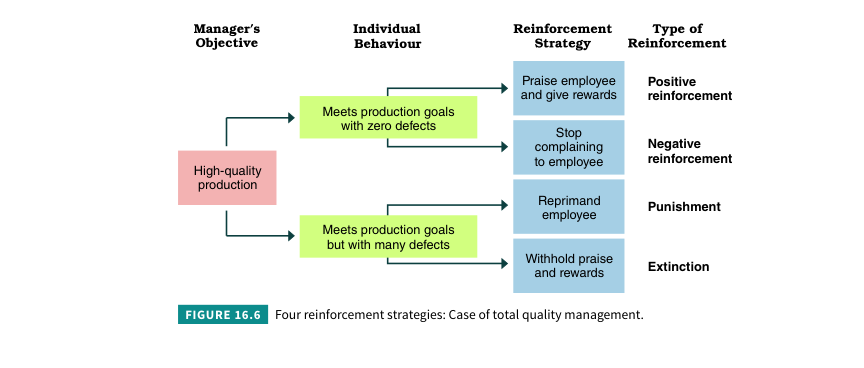 Manager's
Objective
Individual
Behaviour
Reinforcement
Strategy
Type of
Reinforcement
High-quality
production
Meets production goals
with zero defects
Praise employee
and give rewards
Positive
reinforcement
Stop
complaining
to employee
Negative
reinforcement
Meets production goals
but with many defects
Reprimand
employee
Punishment
Withhold praise
and rewards
Extinction
FIGURE 16.6 Four reinforcement strategies: Case of total quality management.